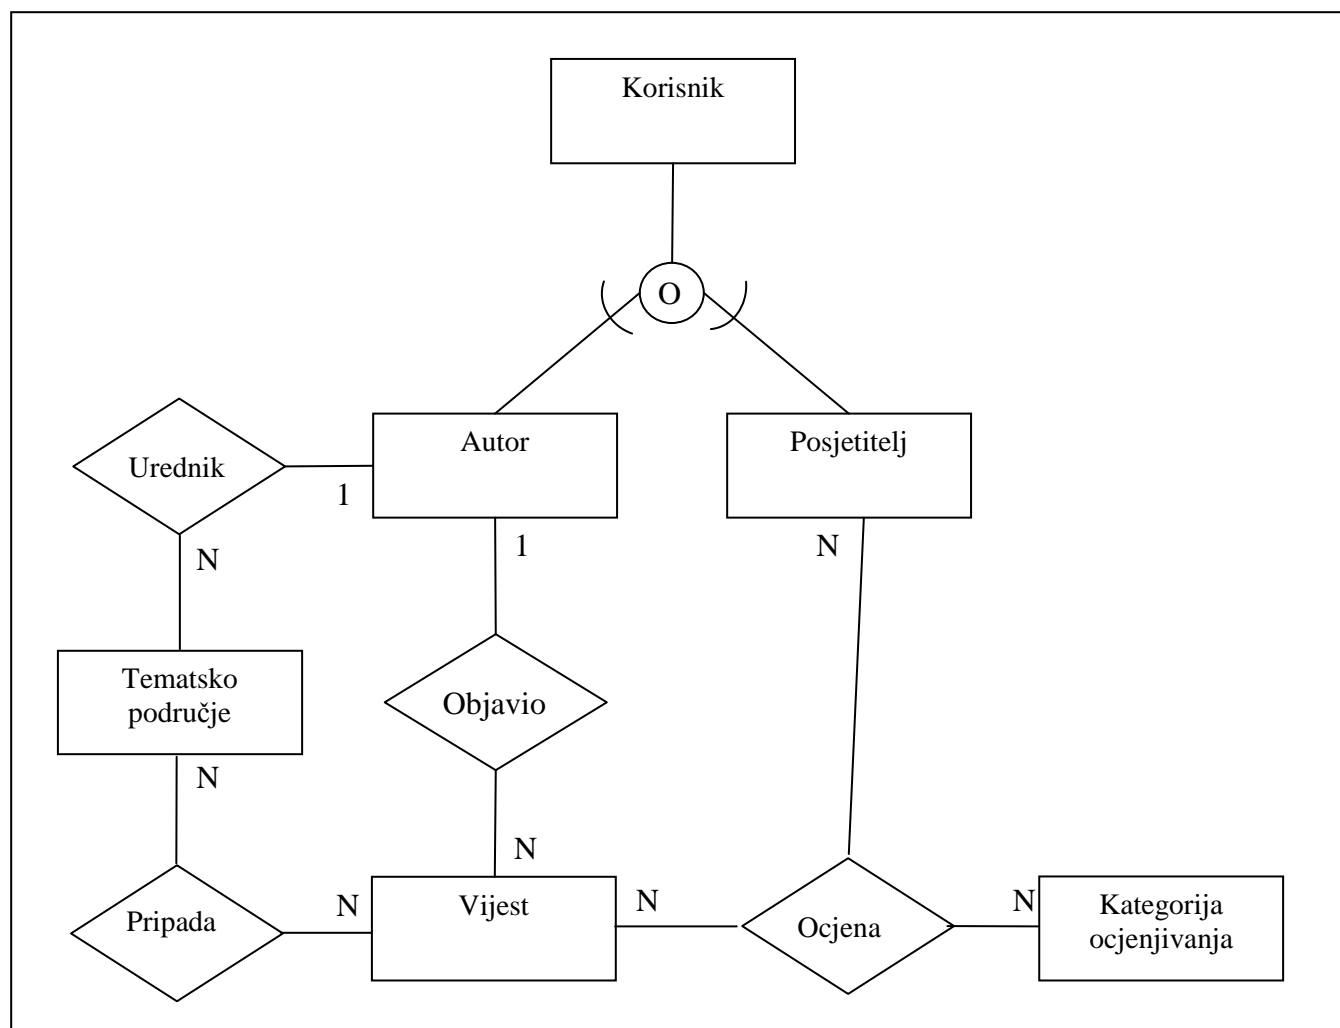 Korisnik
O
Autor
Posjetitelj
Urednik
1
N
1
N
Tematsko
područje
Objavio
N
N
Pripada
N
Vijest
N
Ocjena
N
Kategorija
ocjenjivanja